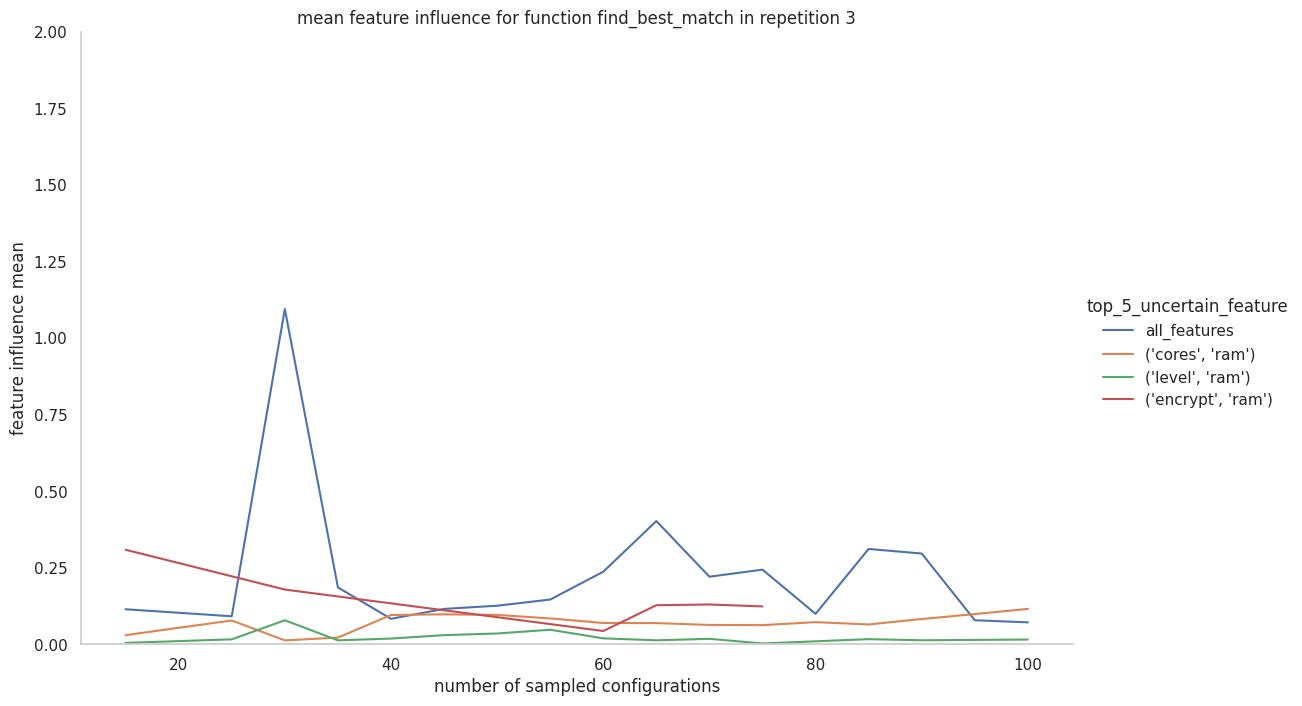 mean feature influence for function find_best_match in repetition 3
2.00
1.75
1.50
1.25
1.00
0.75
0.50
0.25
0.00
feature influence mean
20 40 60 80 100
number of sampled configurations
top_5_uncertain_feature
all_features
('cores', 'ram')
('level', 'ram')
('encrypt', 'ram')